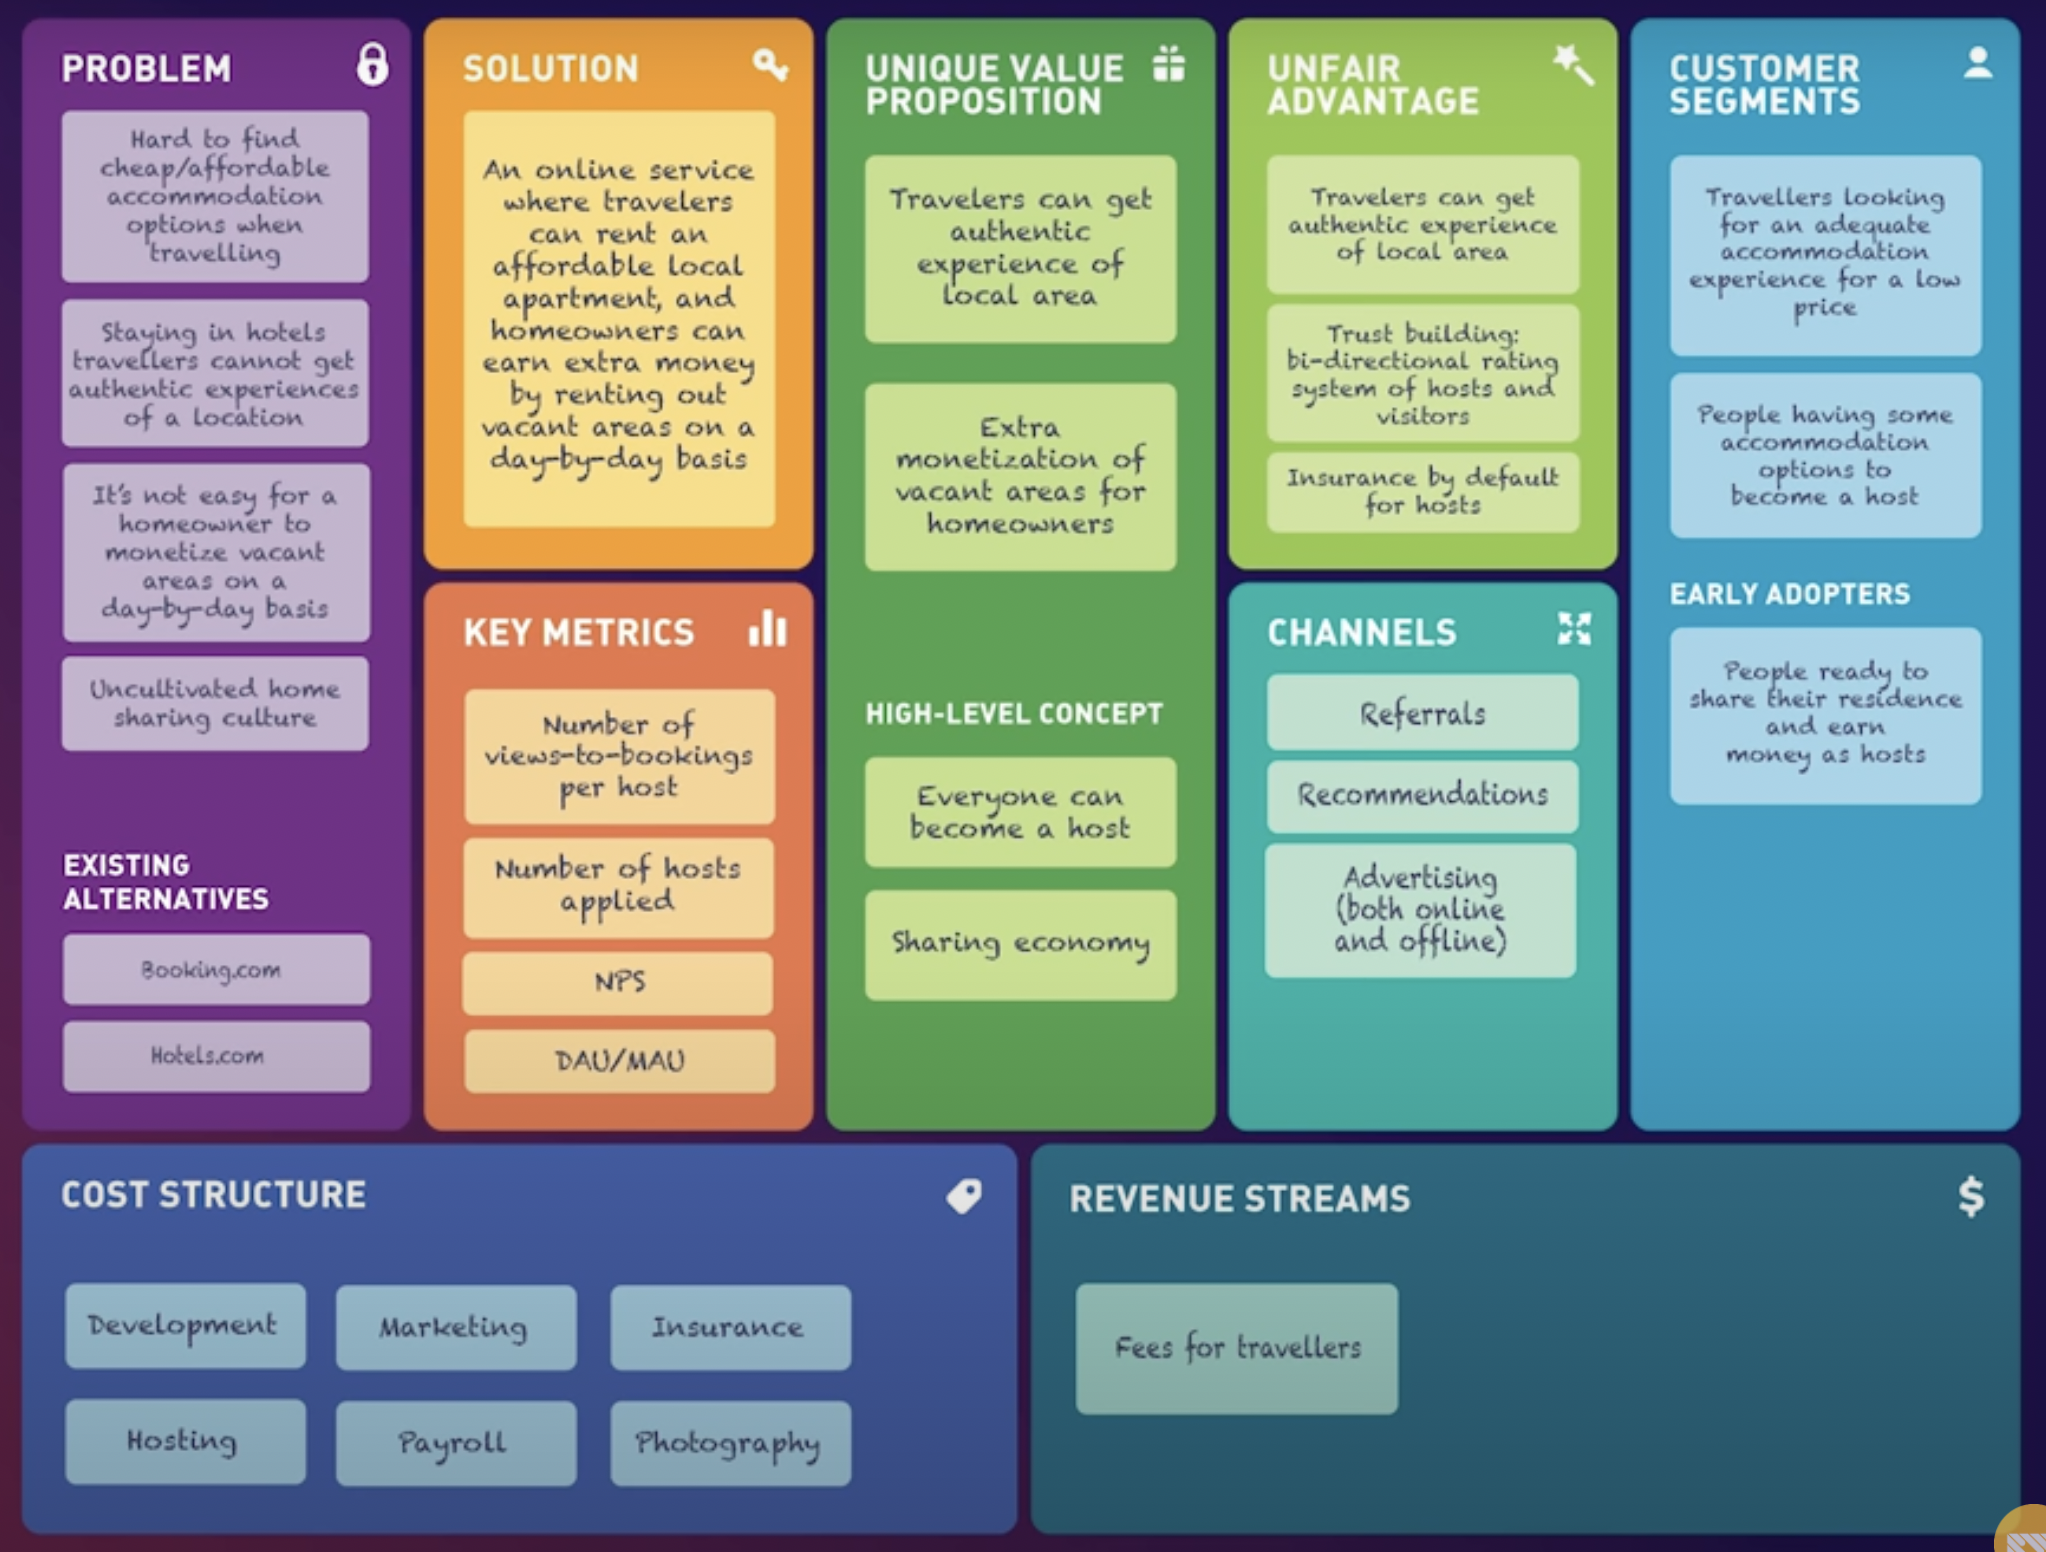 PROBLEM
Hard to find
cheap/affordable
accommodation
options when
travelling
Staying in hotels
travellers cannot get
authentic experiences
of a location
It's not easy for a
homeowner to
monetize vacant
areas on a
day-by-day basis
Uncultivated home
sharing culture
EXISTING
ALTERNATIVES
Booking.com
Hotels.com
SOLUTION
An online service
where travelers
can rent an
affordable local
apartment, and
homeowners can
earn extra money
by renting out
vacant areas on a
day-by-day basis
KEY METRICS
Number of
views-to-bookings
per host
Number of hosts
applied
NPS
DAU/MAU
UNIQUE VALUE
PROPOSITION
Travelers can get
authentic
experience of
local area
Extra
monetization of
vacant areas for
homeowners
HIGH-LEVEL CONCEPT
Everyone can
become a host
Sharing economy
UNFAIR
ADVANTAGE
Travelers can get
authentic experience
of local area
Trust building:
bi-directional rating
system of hosts and
visitors
Insurance by default
for hosts
CHANNELS
Referrals
Recommendations
Advertising
(both online
and offline)
CUSTOMER
SEGMENTS
Travellers looking
for an adequate
accommodation
experience for a low
price
People having some
accommodation
options to
become a host
EARLY ADOPTERS
People ready to
share their residence
and earn
money as hosts
COST STRUCTURE
Development
Marketing
Insurance
Hosting
Payroll
Photography
REVENUE STREAMS
$
Fees for travellers